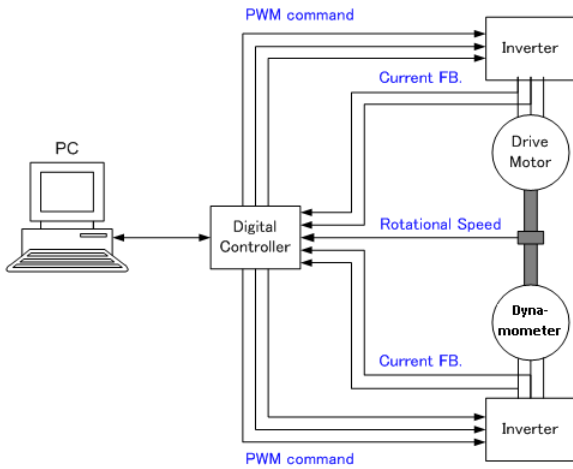 PWM command
Inverter
Current FB.
Drive
Motor
PC
Digital
Controller
Rotational Speed
Dyna-
mometer
Current FB.
Inverter
PWM command